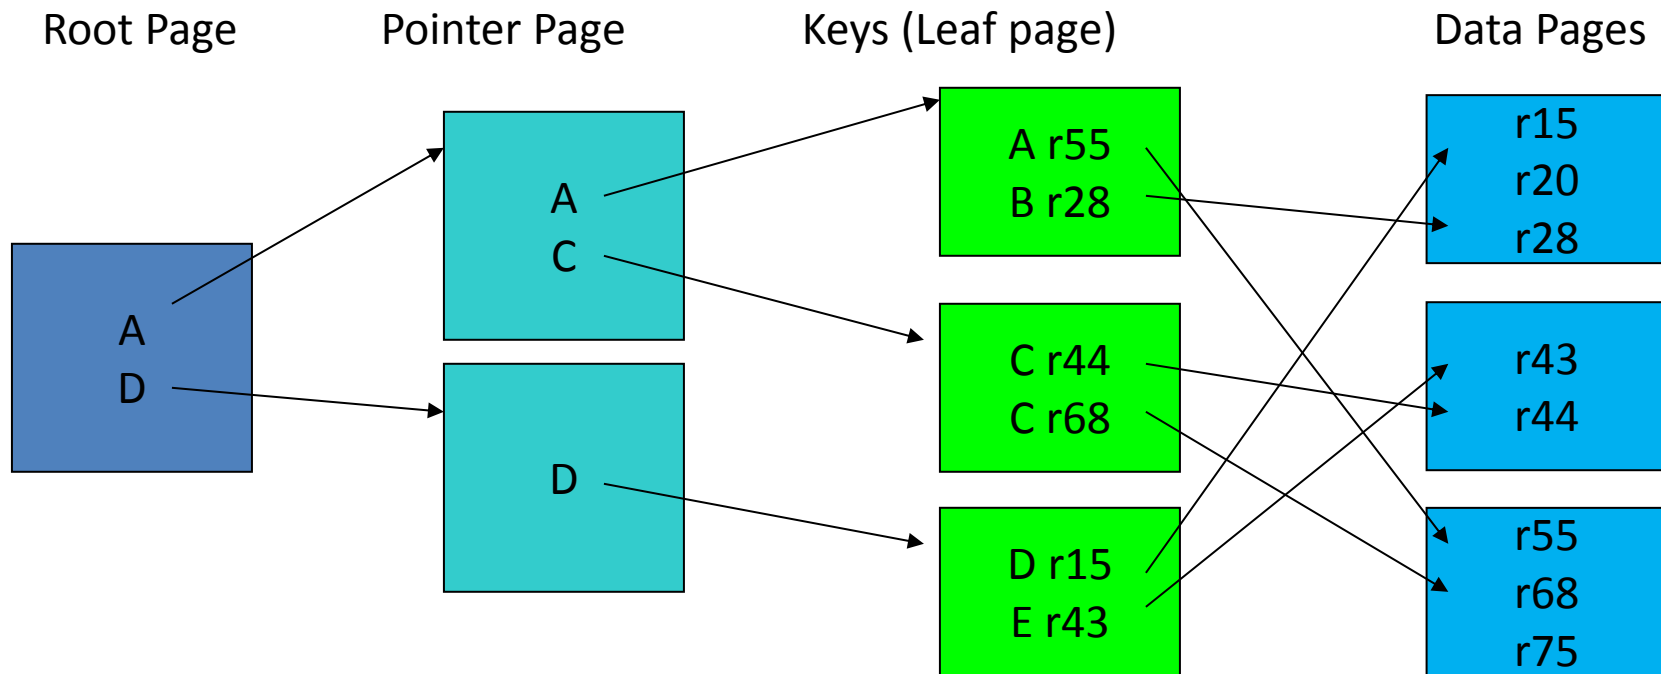 Root Page
Pointer Page
Keys (Leaf page)
Data Pages
A
D
A
C
D
A r55
B r28
C r44
C r68
D r15
E r43
r15
r20
r28
r43
r44
r55
r68
r75